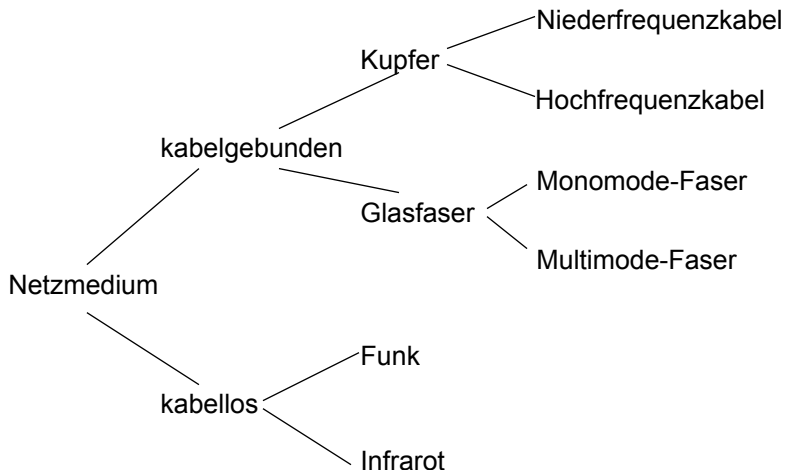 Niederfrequenzkabel
Kupfer
Hochfrequenzkabel
kabelgebunden
Monomode-Faser
Glasfaser
Multimode-Faser
Netzmedium
Funk
kabellos
Infrarot